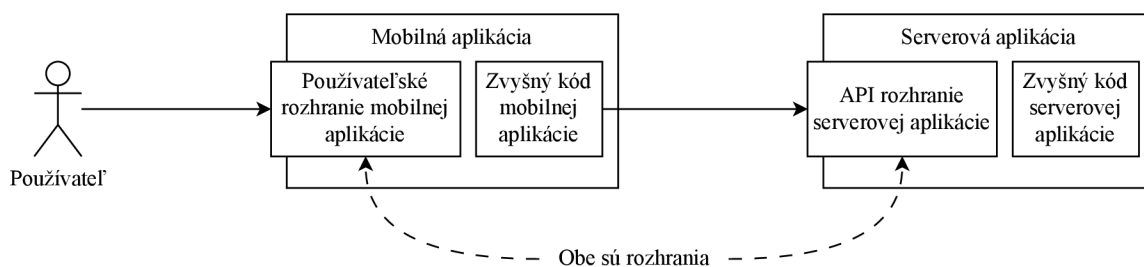 Mobilná aplikácia
Používateľské
rozhranie mobilnej
aplikácie
Zvyšný kód
mobilnej
aplikácie
Serverová aplikácia
API rozhranie
serverovej aplikácie
Zvyšný kód
serverovej
aplikácie
Používateľ
Obe sú rozhrania